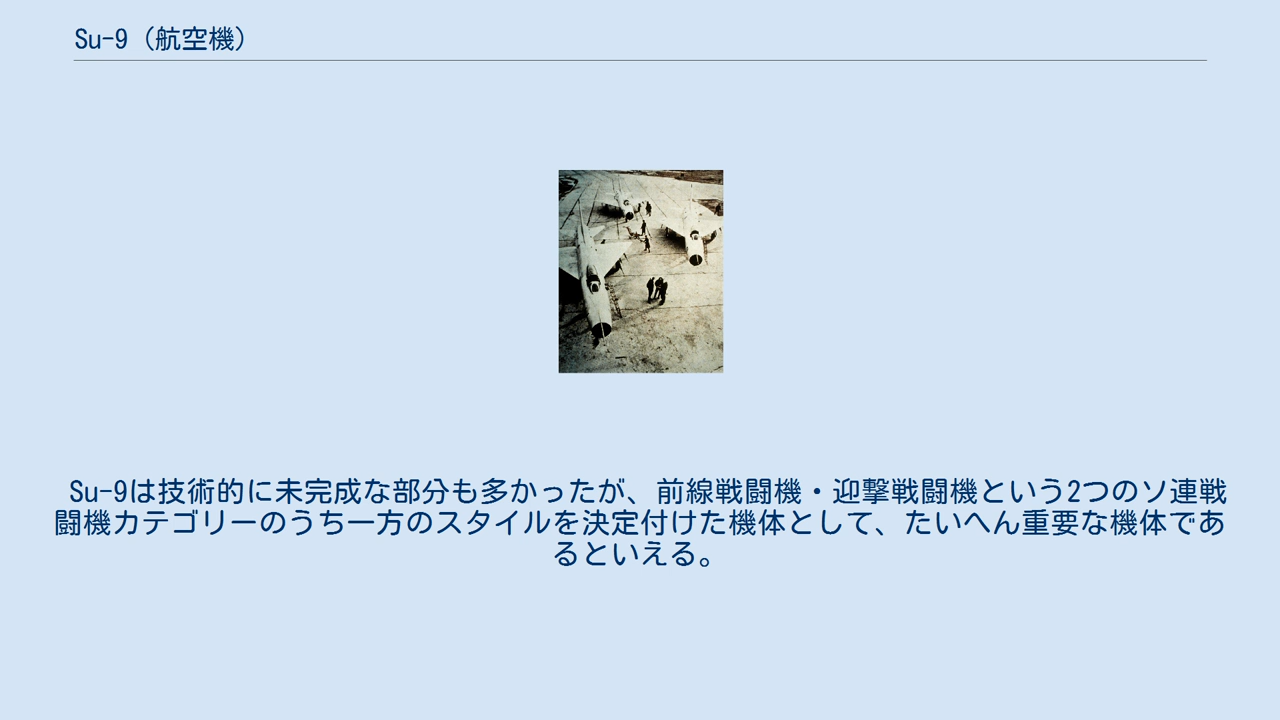 Su-9（航空機）
Su-9は技術的に未完成な部分も多かったが、前線戦闘機・迎撃戦闘機という2つのソ連戦
闘機カテゴリーのうち一方のスタイルを決定付けた機体として、たいへん重要な機体であ
るといえる。